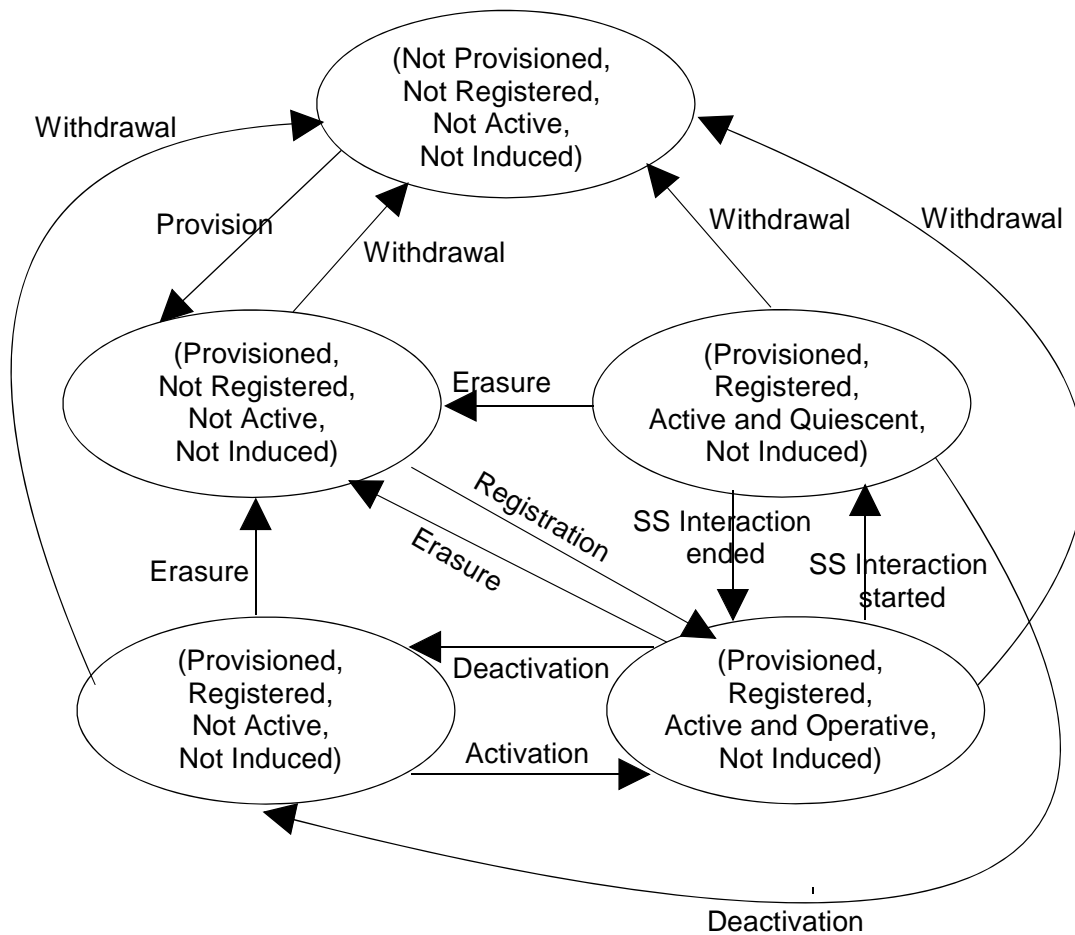 (Not Provisioned,
Not Registered,
Not Active,
Not Induced)
Withdrawal
Provision
Withdrawal
Withdrawal
Withdrawal
(Provisioned,
Not Registered,
Not Active,
Not Induced)
Erasure
(Provisioned,
Registered,
Active and Quiescent,
Not Induced)
Registration
Erasure
SS Interaction
ended
SS Interaction
started
Erasure
(Provisioned,
Registered,
Not Active,
Not Induced)
Deactivation
Activation
(Provisioned,
Registered,
Active and Operative,
Not Induced)
Deactivation